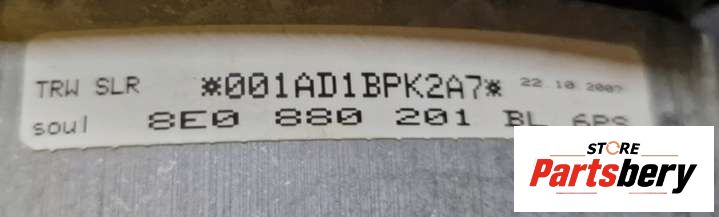 TRW SLR *001AD1BPK2A7* 22.10.2007
soul 8E0 880 201 BL 6PS
STORE
Partsbery